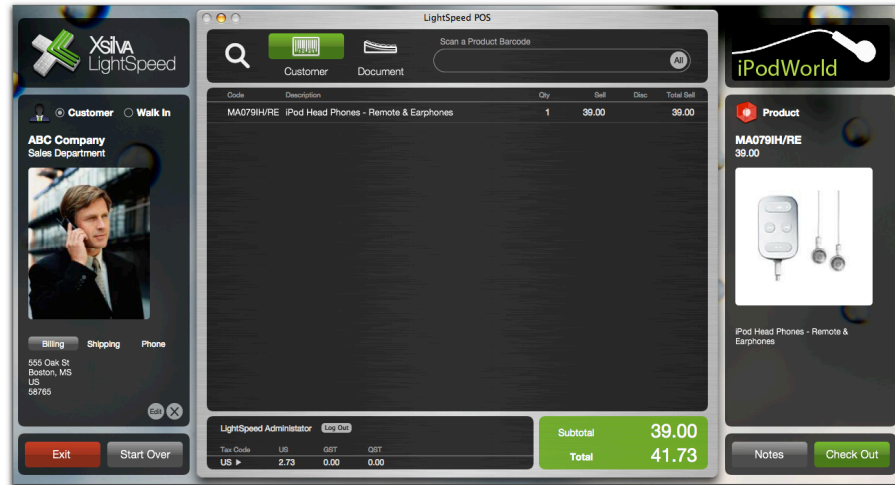 LightSpeed POS
Xsilva
LightSpeed
Customer Walk In
ABC Company
Sales Department
Billing Shipping Phone
555 Oak St
Boston, MS
US
58765
Edit
Exit Start Over
Customer Document
Scan a Product Barcode
All
Code Description Qty Sell Disc Total Sell
MA079IH/RE iPod Head Phones - Remote & Earphones 1 39.00 39.00
LightSpeed Administator Log Out
Tax Code US GST QST
US 2.73 0.00 0.00
Subtotal 39.00
Total 41.73
iPodWorld
Product
MA079IH/RE
39.00
iPod Head Phones - Remote &
Earphones
Notes Check Out